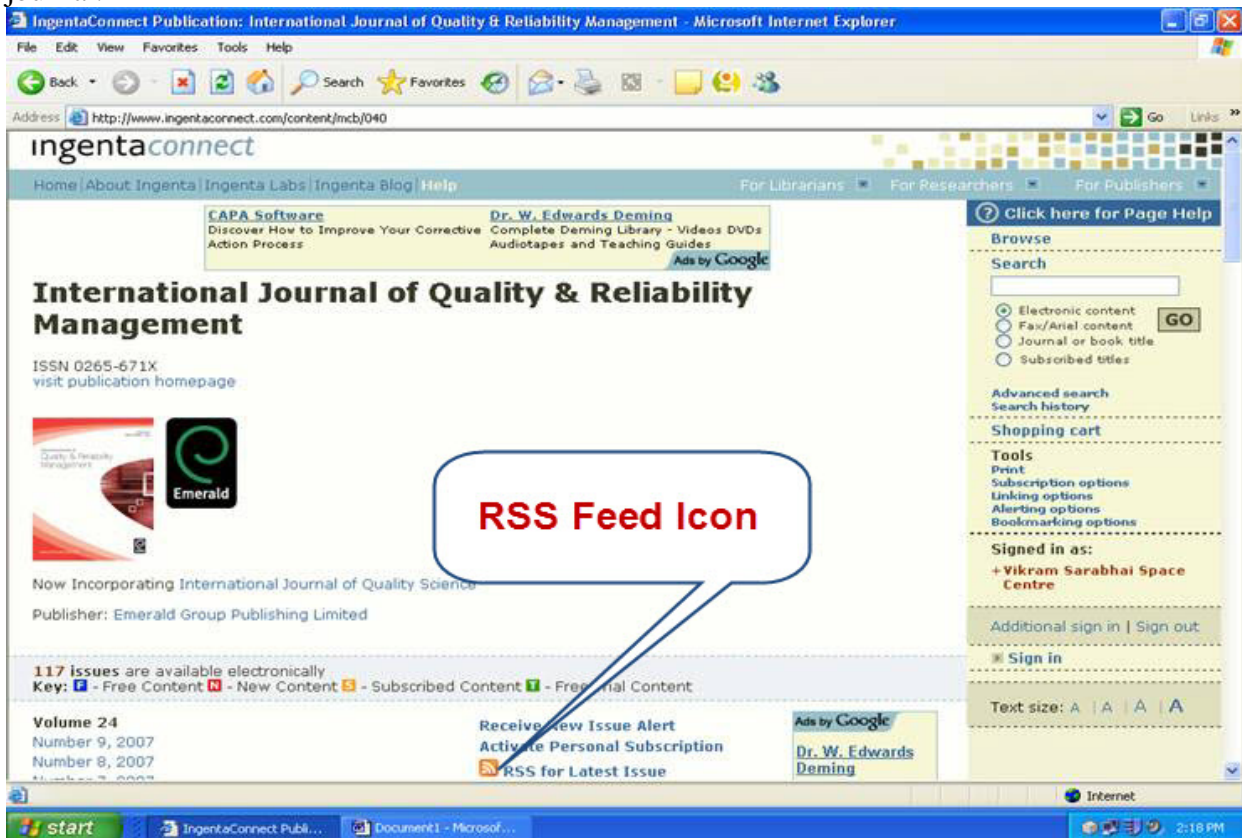 IngentaConnect Publication: International Journal of Quality & Reliability Management - Microsoft Internet Explorer
File Edit View Favorites Tools Help
Back Search Favorites
Address http://www.ingentaconnect.com/content/mcb/040 Go Links »
ingentaconnect
Home|About Ingenta|Ingenta Labs|Ingenta Blog|Help For Librarians For Researchers For Publishers
CAPA Software
Discover How to Improve Your Corrective
Action Process
Dr. W. Edwards Deming
Complete Deming Library - Videos DVDs
Audiotapes and Teaching Guides
Ads by Google
International Journal of Quality & Reliability
Management
ISSN 0265-671X
visit publication homepage
Quality & Reliability
Management
Emerald
RSS Feed Icon
Now Incorporating International Journal of Quality Science
Publisher: Emerald Group Publishing Limited
117 issues are available electronically
Key: F - Free Content N - New Content S - Subscribed Content T - Free Trial Content
Volume 24
Number 9, 2007
Number 8, 2007
Receive New Issue Alert
Activate Personal Subscription
RSS for Latest Issue
Ads by Google
Dr. W. Edwards
Deming
? Click here for Page Help
Browse
Search
Electronic content
Fax/Ariel content
Journal or book title
Subscribed titles
GO
Advanced search
Search history
Shopping cart
Tools
Print
Subscription options
Linking options
Alerting options
Bookmarking options
Signed in as:
+Vikram Sarabhai Space
Centre
Additional sign in | Sign out
Sign in
Text size: A | A | A | A
Internet
start IngentaConnect Publi... Document1 - Microsof... 2:18 PM